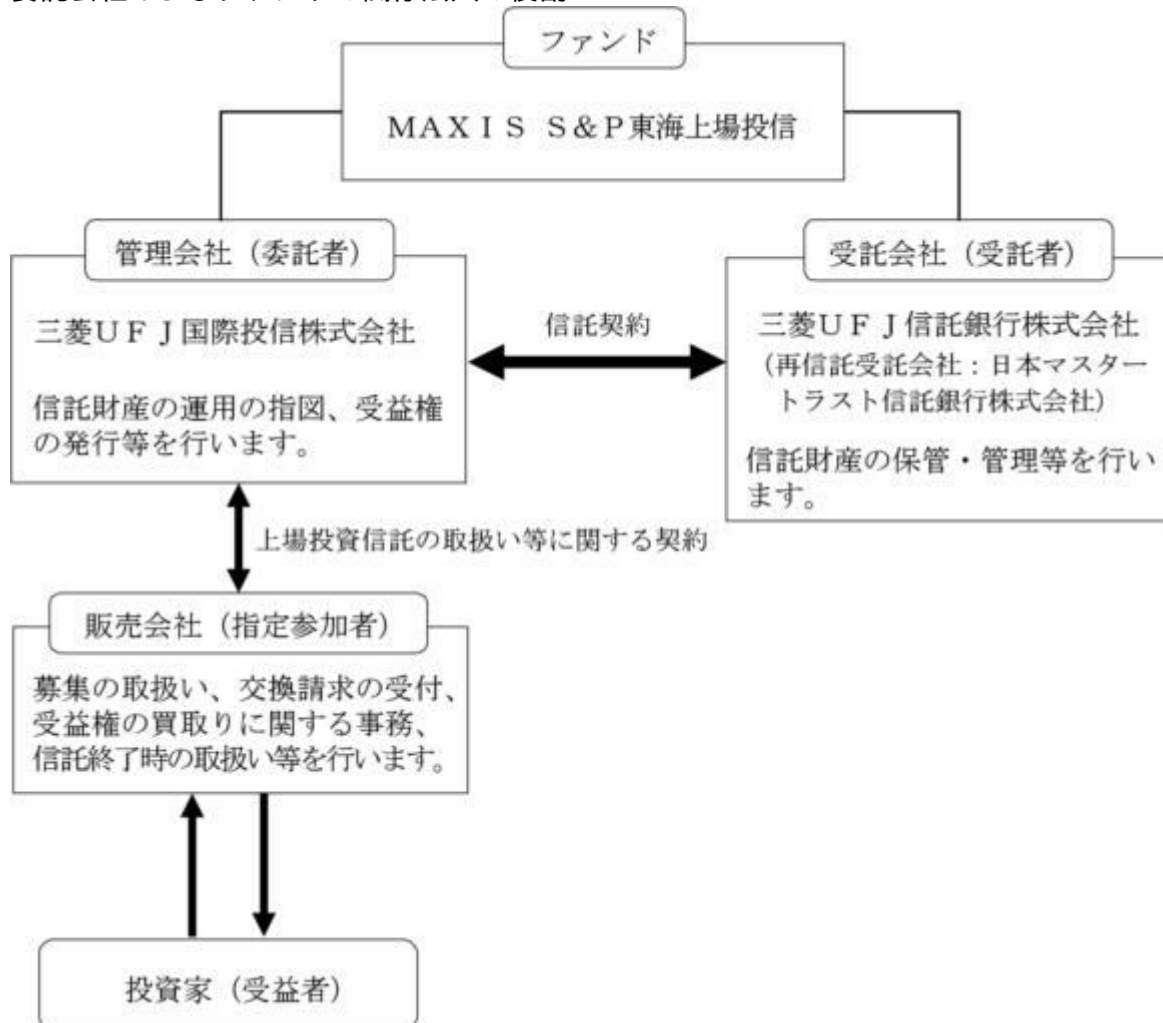 ファンド
MAXIS S&P東海上場投信
管理会社(委託者)
三菱UFJ国際投信株式会社
信託財産の運用の指図、受益権
の発行等を行います。
信託契約
受託会社(受託者)
三菱UFJ信託銀行株式会社
(再信託受託会社:日本マスター
トラスト信託銀行株式会社)
信託財産の保管・管理等を行い
ます。
上場投資信託の取扱い等に関する契約
販売会社(指定参加者)
募集の取扱い、交換請求の受付、
受益権の買取りに関する事務、
信託終了時の取扱い等を行います。
投資家(受益者)